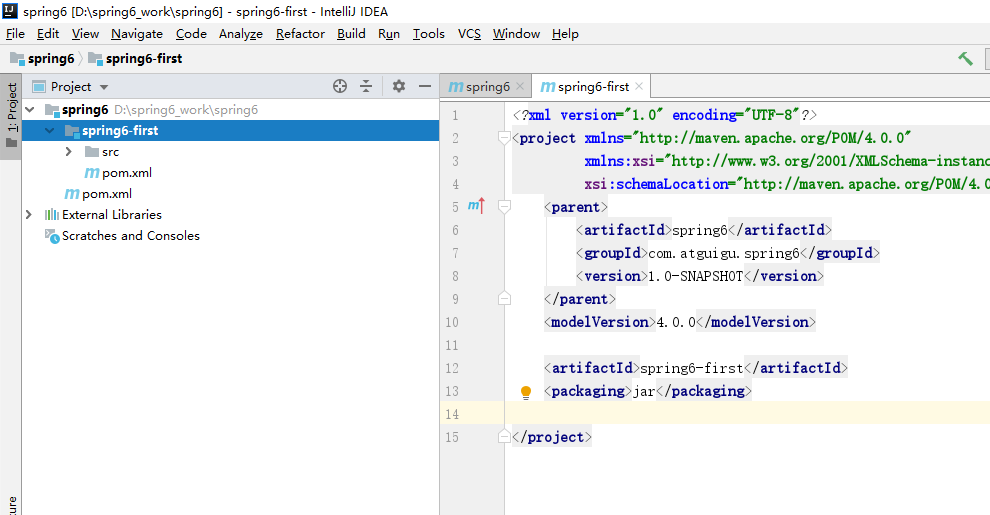 spring6 [D:\spring6_work\spring6] - spring6-first - IntelliJ IDEA
File Edit View Navigate Code Analyze Refactor Build Run Tools VCS Window Help
spring6 spring6-first
1: Project
Project
spring6 D:\spring6_work\spring6
spring6-first
src
pom.xml
pom.xml
External Libraries
Scratches and Consoles
spring6 spring6-first
1 <?xml version="1.0" encoding="UTF-8"?>
2 <project xmlns="http://maven.apache.org/POM/4.0.0"
3 xmlns:xsi="http://www.w3.org/2001/XMLSchema-instanc
4 xsi:schemaLocation="http://maven.apache.org/POM/4.0
5 <parent>
6 <artifactId>spring6</artifactId>
7 <groupId>com.atguigu.spring6</groupId>
8 <version>1.0-SNAPSHOT</version>
9 </parent>
10 <modelVersion>4.0.0</modelVersion>
11
12 <artifactId>spring6-first</artifactId>
13 <packaging>jar</packaging>
14
15 </project>
ure